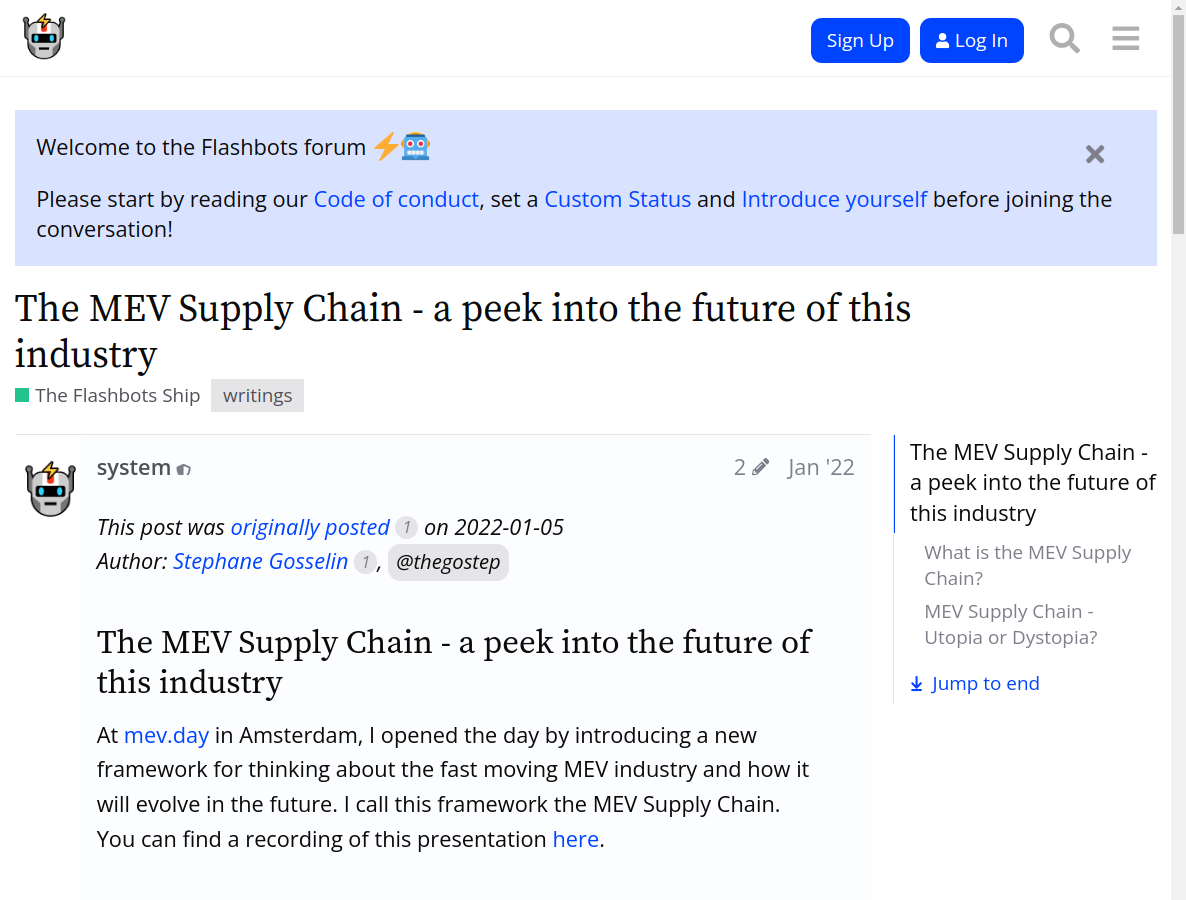 Sign Up
Log In
Welcome to the Flashbots forum
Please start by reading our Code of conduct, set a Custom Status and Introduce yourself before joining the
conversation!
The MEV Supply Chain - a peek into the future of this
industry
The Flashbots Ship writings
system 2 Jan '22
This post was originally posted 1 on 2022-01-05
Author: Stephane Gosselin 1 , @thegostep
The MEV Supply Chain - a peek into the future of
this industry
At mev.day in Amsterdam, I opened the day by introducing a new
framework for thinking about the fast moving MEV industry and how it
will evolve in the future. I call this framework the MEV Supply Chain.
You can find a recording of this presentation here.
The MEV Supply Chain -
a peek into the future of
this industry
What is the MEV Supply
Chain?
MEV Supply Chain -
Utopia or Dystopia?
Jump to end